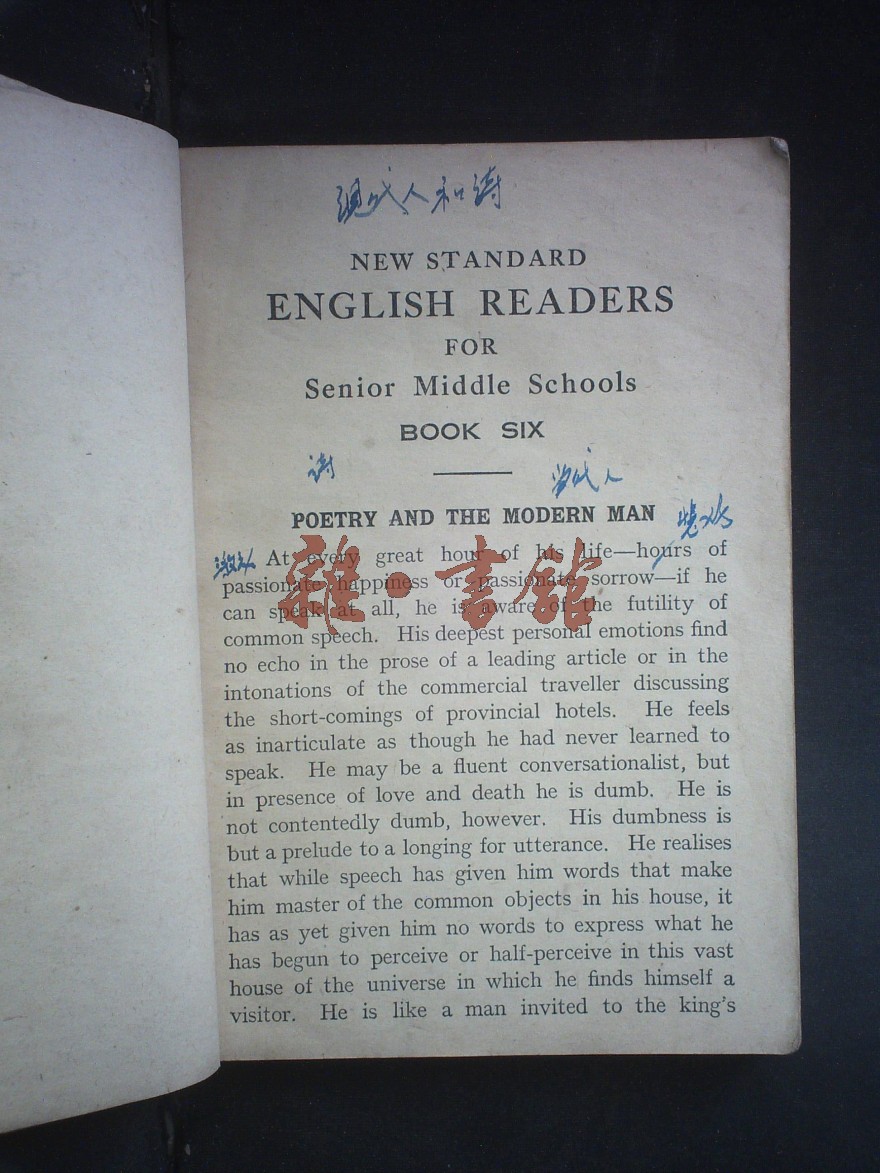 现代人和诗
NEW STANDARD
ENGLISH READERS
FOR
Senior Middle Schools
BOOK SIX
诗
POETRY AND THE MODERN MAN
At every great hour of his life—hours of
passionate happiness or passionate sorrow—if he
can speak at all, he is aware of the futility of
common speech. His deepest personal emotions find
no echo in the prose of a leading article or in the
intonations of the commercial traveller discussing
the short-comings of provincial hotels. He feels
as inarticulate as though he had never learned to
speak. He may be a fluent conversationalist, but
in presence of love and death he is dumb. He is
not contentedly dumb, however. His dumbness is
but a prelude to a longing for utterance. He realises
that while speech has given him words that make
him master of the common objects in his house, it
has as yet given him no words to express what he
has begun to perceive or half-perceive in this vast
house of the universe in which he finds himself a
visitor. He is like a man invited to the king's
雜·書館